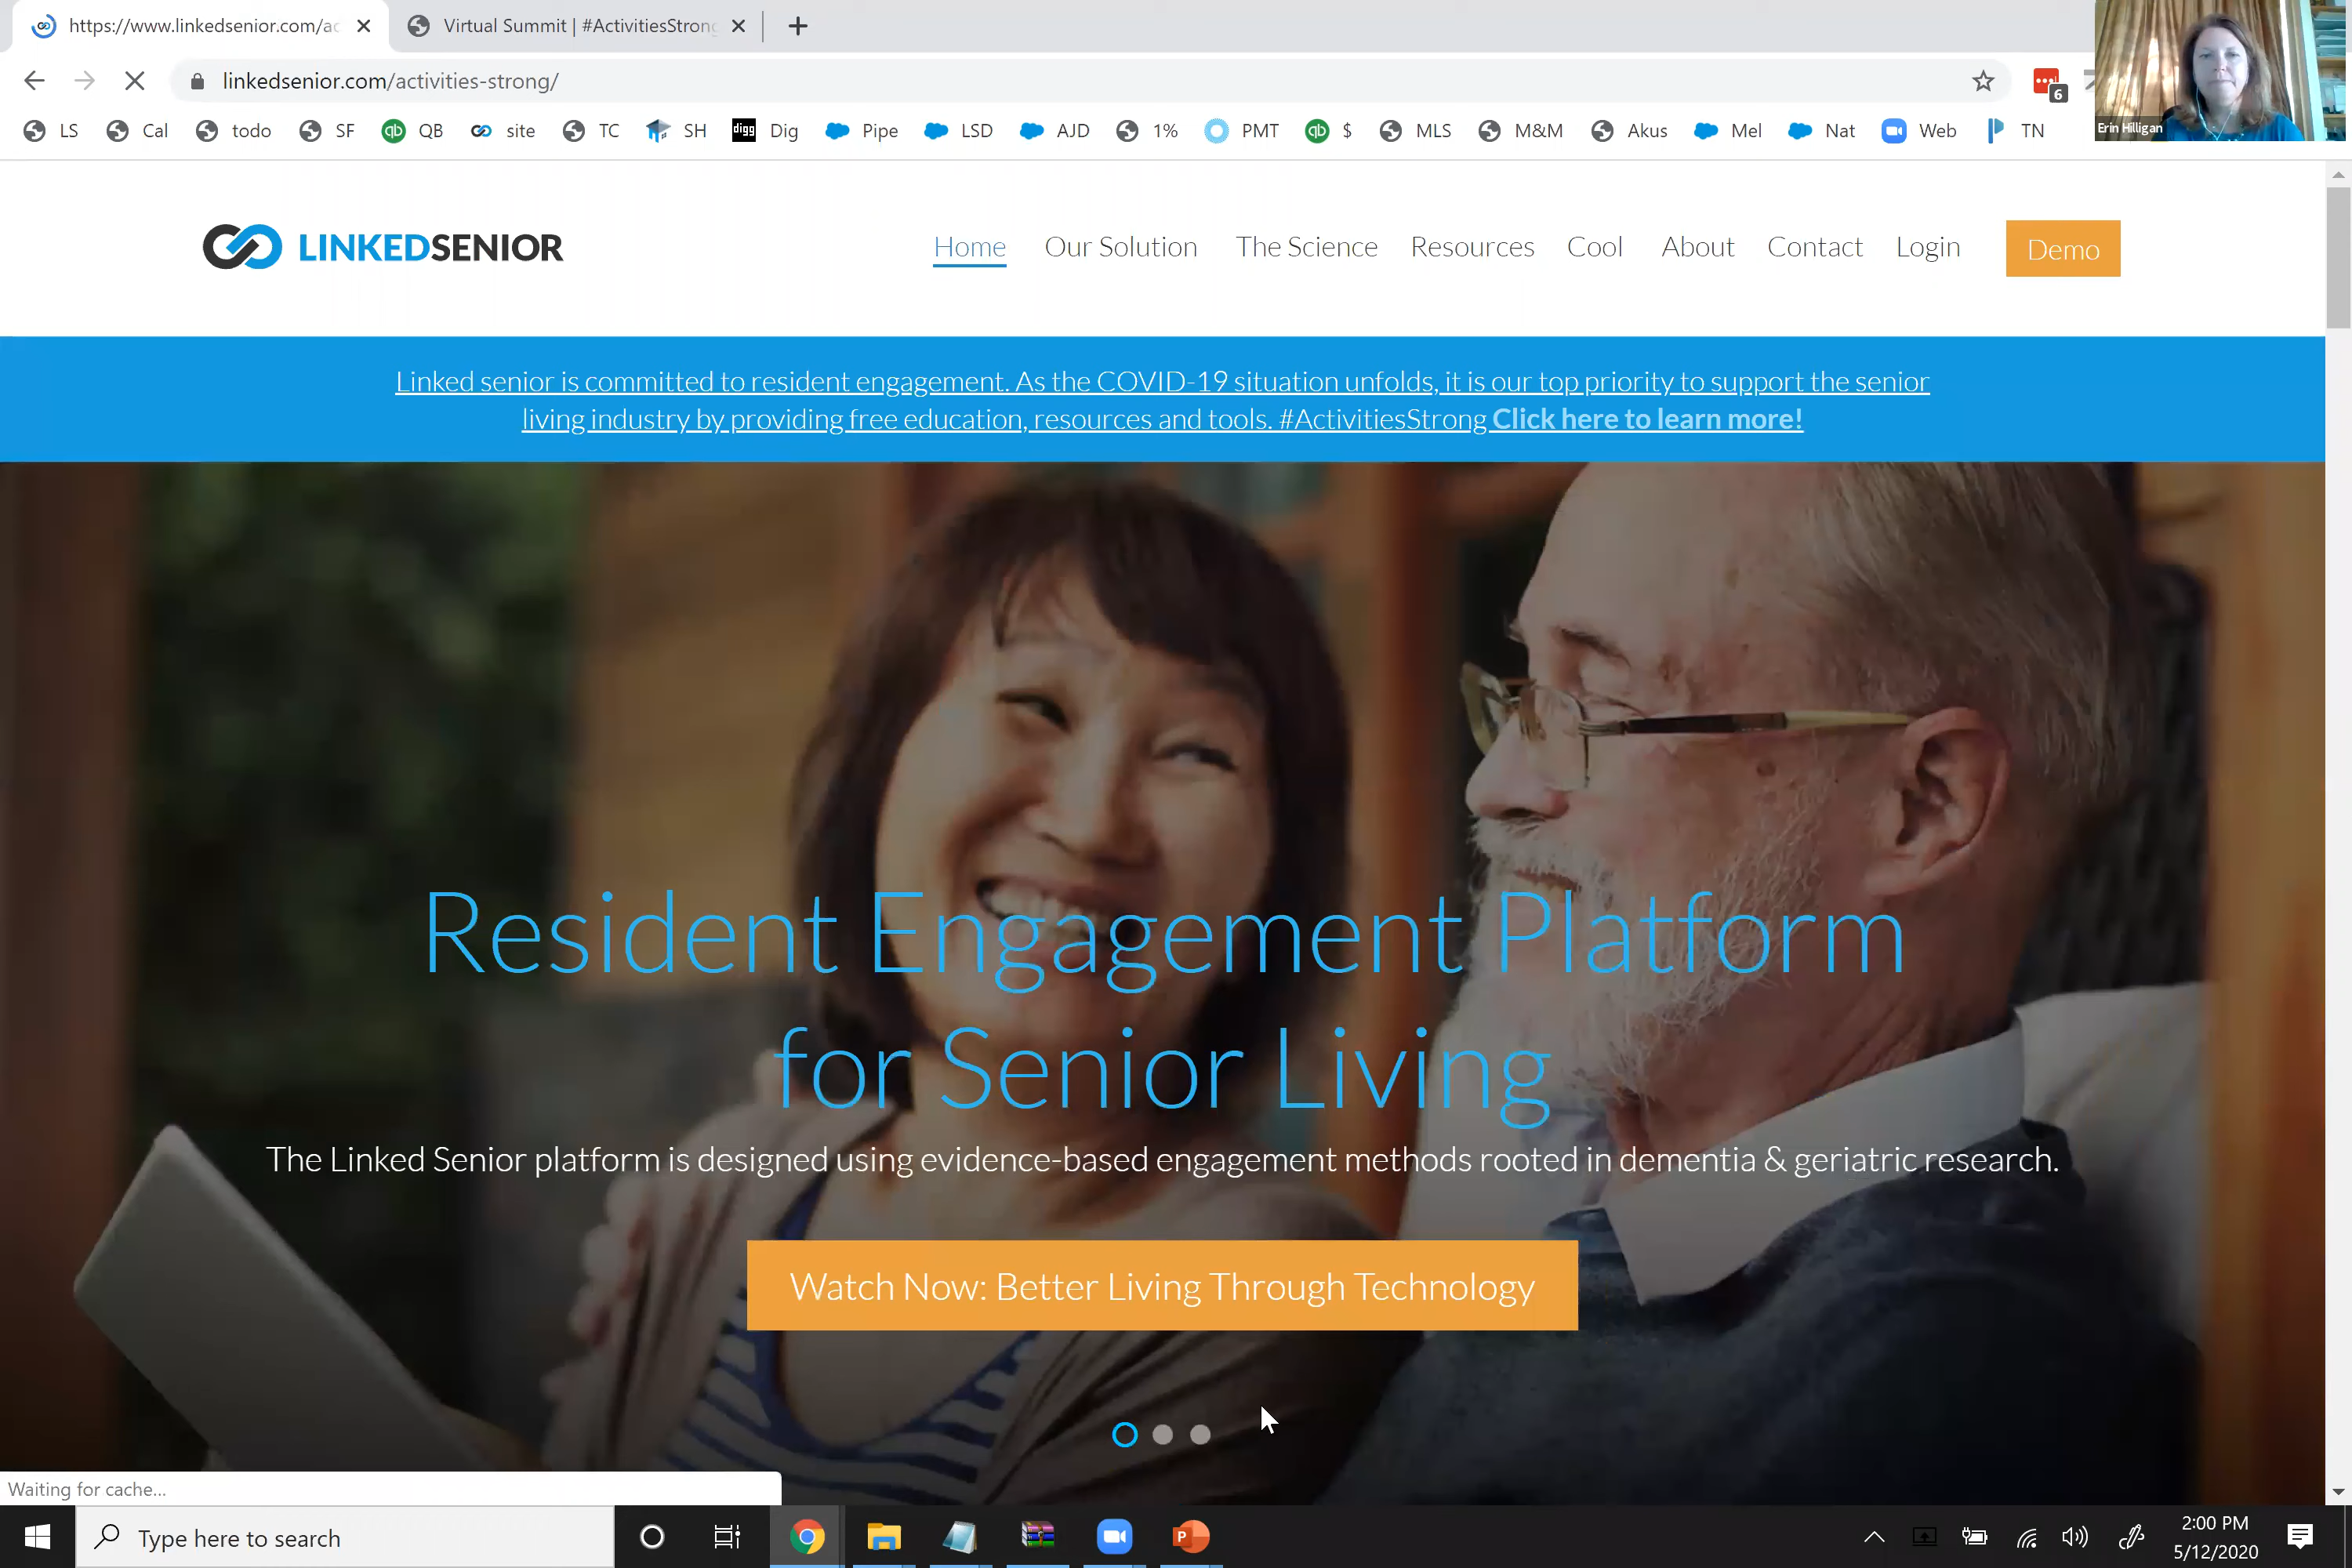 https://www.linkedsenior.com/ac
Virtual Summit | #ActivitiesStrong
linkedsenior.com/activities-strong/
6
LS Cal todo SF qb QB site TC SH digg Dig Pipe LSD AJD 1% PMT qb $ MLS M&M Akus Mel Nat Web TN
Erin Hilligan
LINKEDSENIOR
Home Our Solution The Science Resources Cool About Contact Login Demo
Linked senior is committed to resident engagement. As the COVID-19 situation unfolds, it is our top priority to support the senior
living industry by providing free education, resources and tools. #ActivitiesStrong Click here to learn more!
Resident Engagement Platform
for Senior Living
The Linked Senior platform is designed using evidence-based engagement methods rooted in dementia & geriatric research.
Watch Now: Better Living Through Technology
Waiting for cache...
Type here to search
P
2:00 PM
5/12/2020